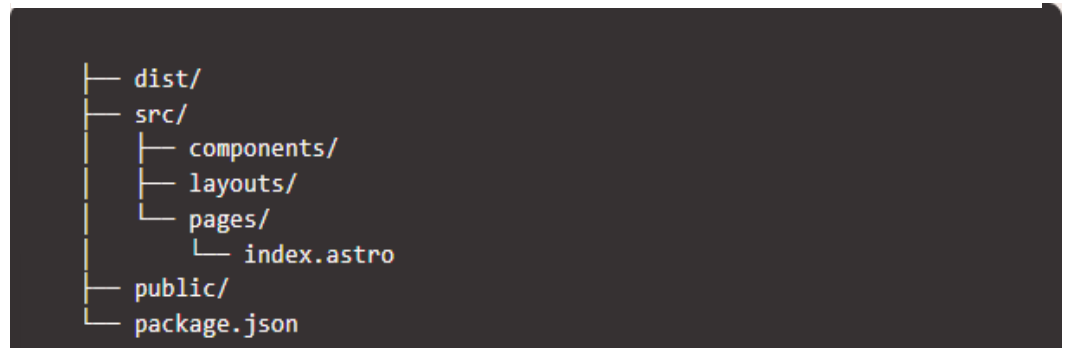 ├── dist/
├── src/
│   ├── components/
│   ├── layouts/
│   └── pages/
│       └── index.astro
├── public/
└── package.json